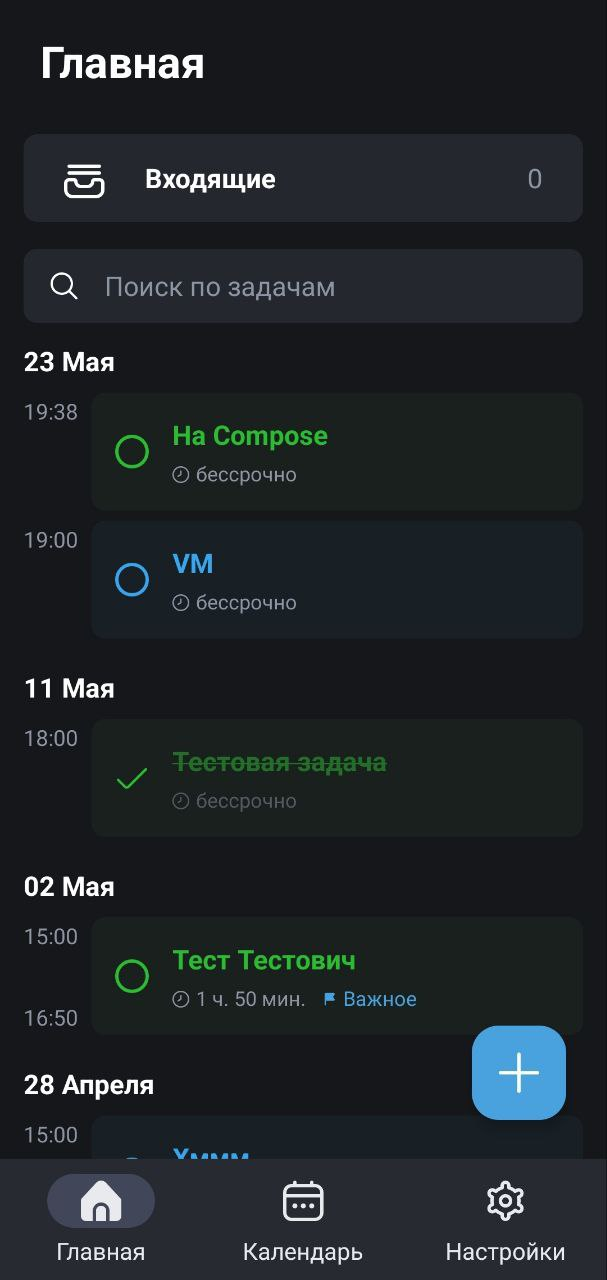 Главная
Входящие 0
Поиск по задачам
23 Мая
19:38
На Compose
бессрочно
19:00
VM
бессрочно
11 Мая
18:00
Тестовая задача
бессрочно
02 Мая
15:00
Тест Тестович
1 ч. 50 мин. Важное
16:50
28 Апреля
15:00
Хммм
Главная Календарь Настройки